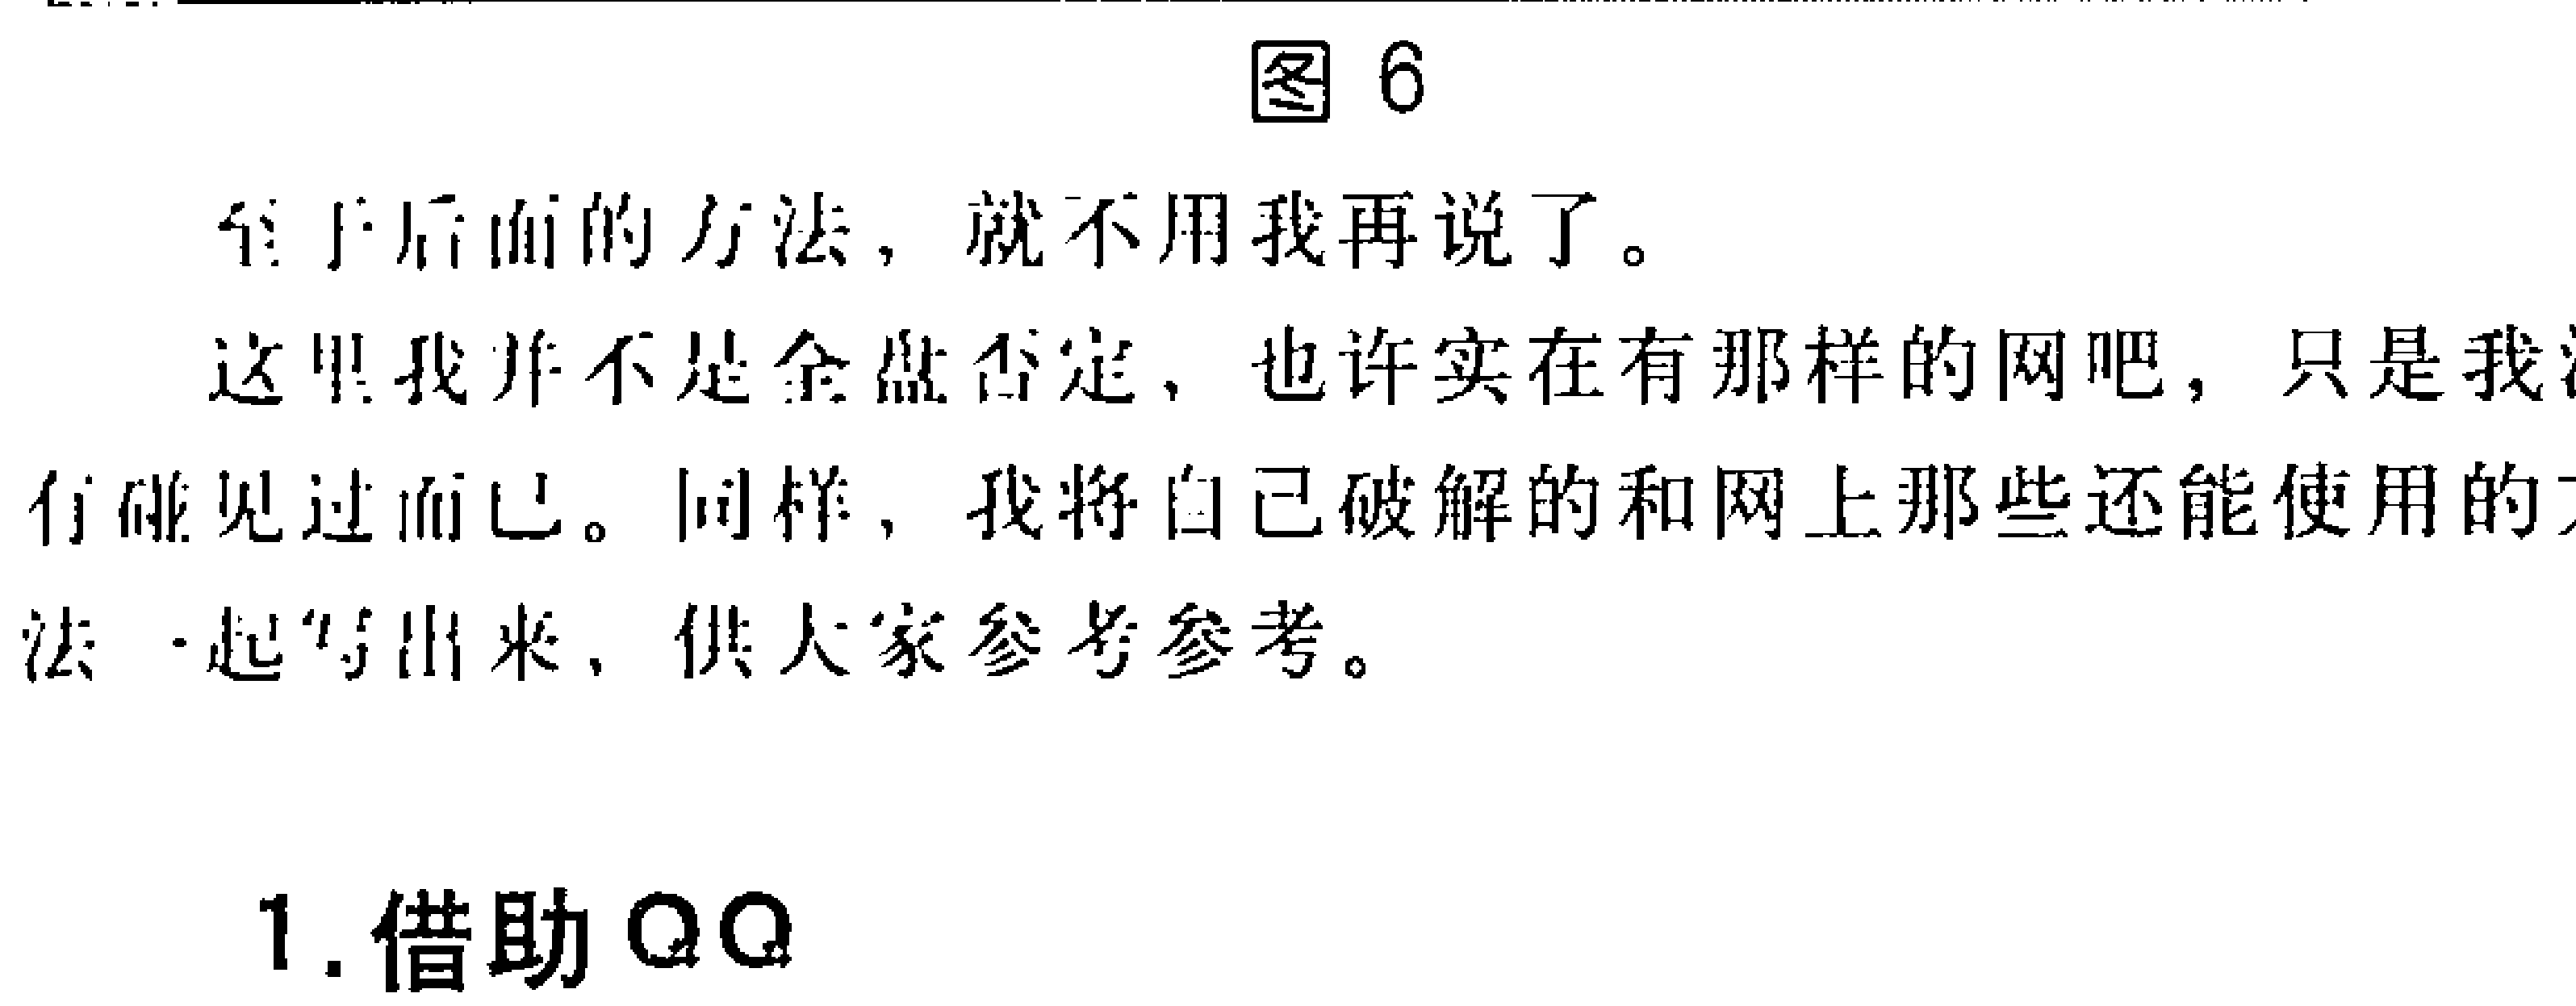 图 6
至于后面的方法，就不用我再说了。
这里我并不是全盘否定，也许实在有那样的网吧，只是我没
有碰见过而已。同样，我将自己破解的和网上那些还能使用的方
法一起写出来，供大家参考参考。
1.借助QQ